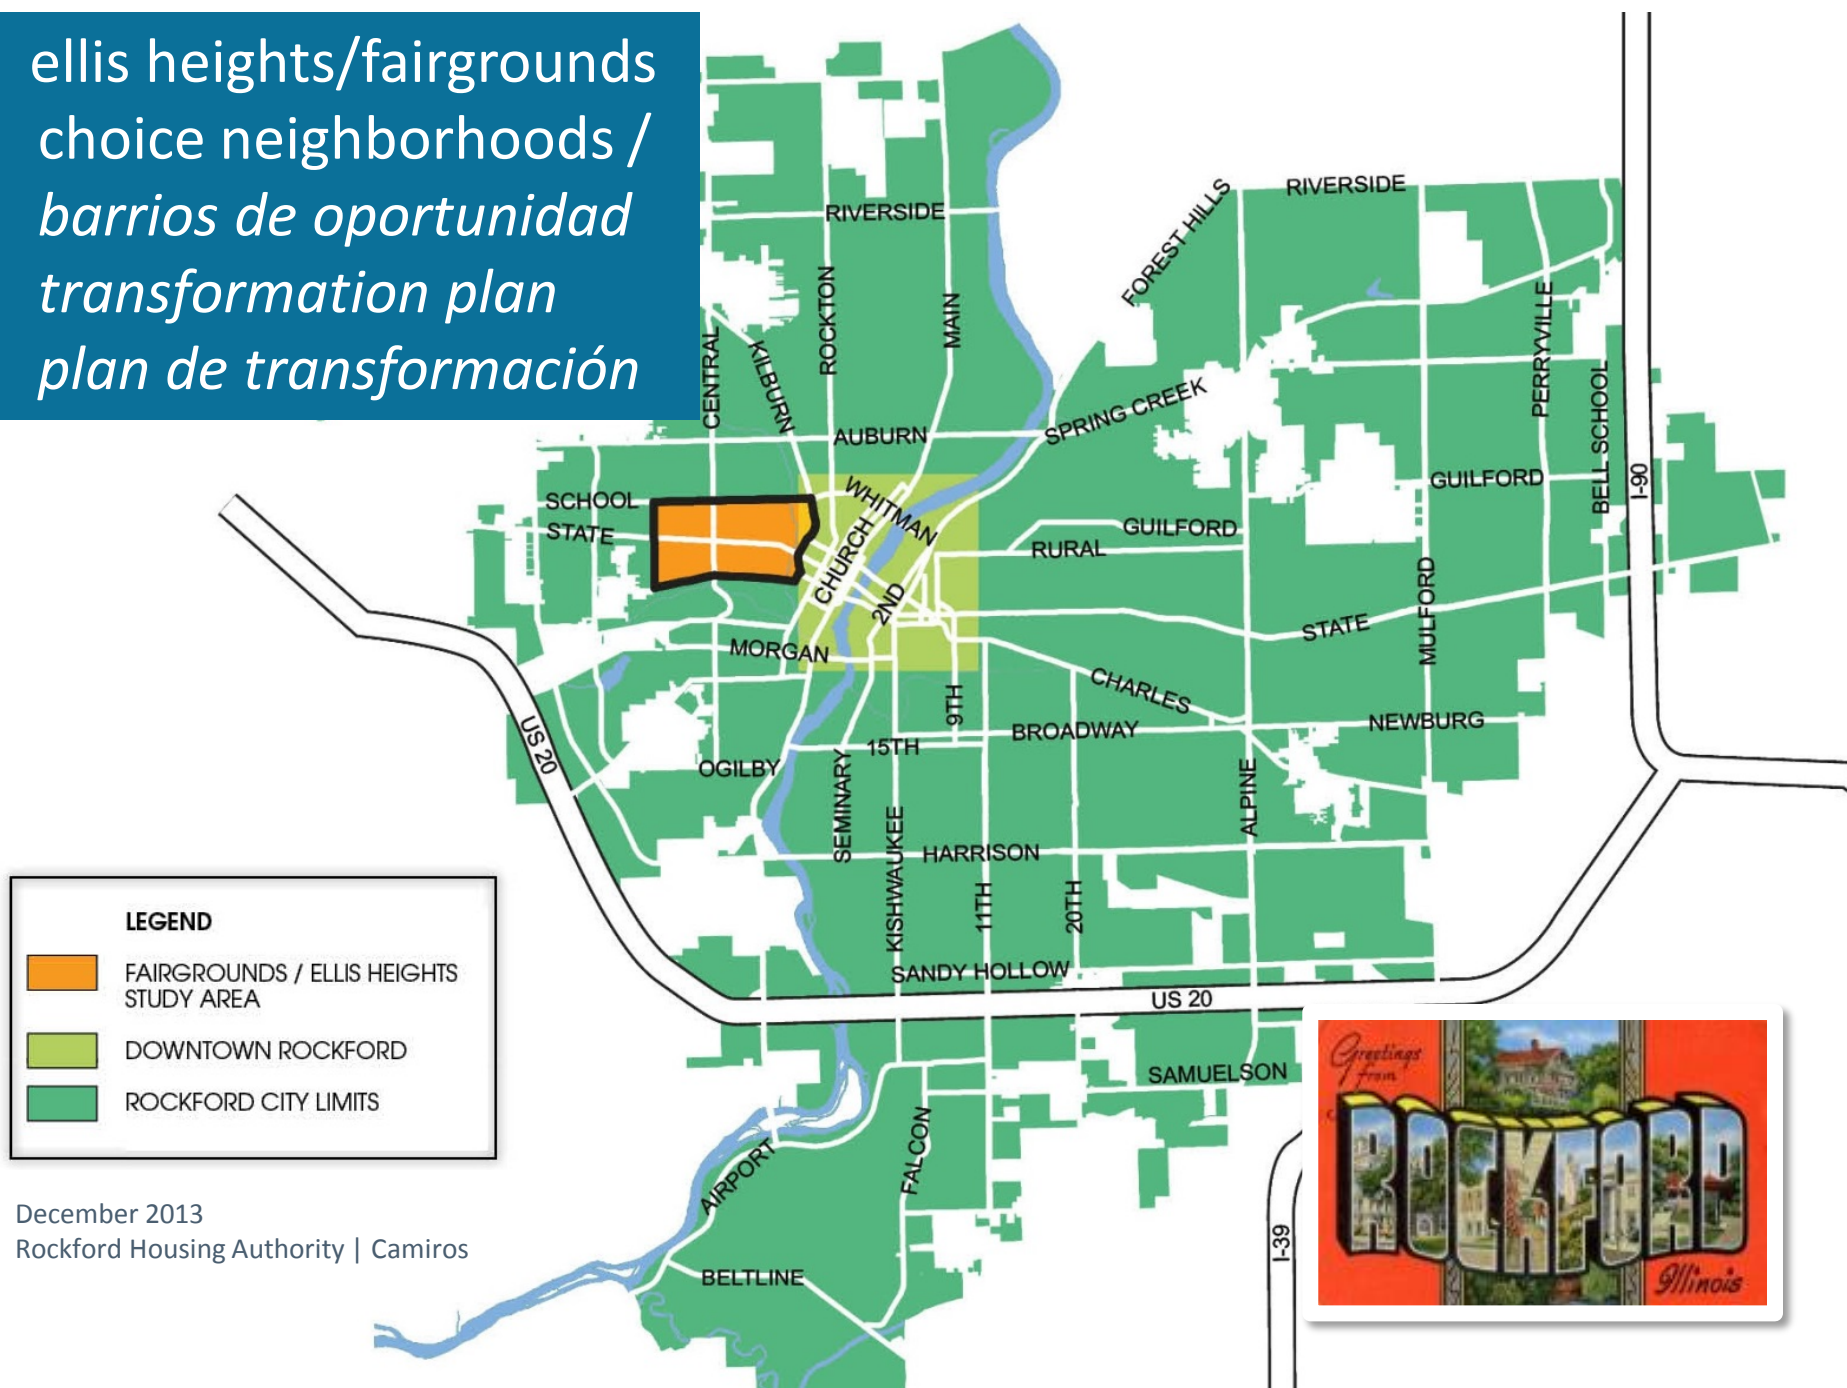 ellis heights/fairgrounds
choice neighborhoods /
barrios de oportunidad
transformation plan
plan de transformación
RIVERSIDE
RIVERSIDE
FOREST HILLS
ROCKTON
MAIN
CENTRAL
KILBURN
PERRYVILLE
BELL SCHOOL
SPRING CREEK
AUBURN
GUILFORD
I-90
SCHOOL
STATE
WHITMAN
CHURCH
2ND
GUILFORD
RURAL
MULFORD
STATE
MORGAN
CHARLES
9TH
BROADWAY
NEWBURG
US 20
15TH
OGILBY
SEMINARY
KISHWAUKEE
ALPINE
HARRISON
11TH
20TH
SANDY HOLLOW
US 20
LEGEND
FAIRGROUNDS / ELLIS HEIGHTS
STUDY AREA
DOWNTOWN ROCKFORD
ROCKFORD CITY LIMITS
SAMUELSON
AIRPORT
FALCON
BELTLINE
I-39
December 2013
Rockford Housing Authority | Camiros
Greetings
from
ROCKFORD
Illinois